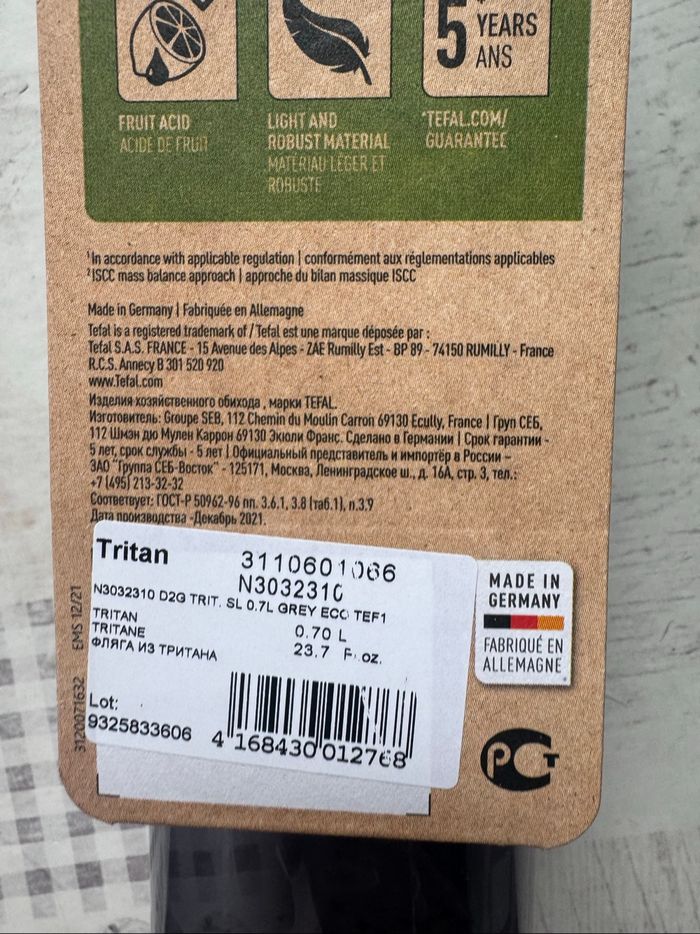 5 YEARS
ANS
FRUIT ACID
ACIDE DE FRUIT
LIGHT AND
ROBUST MATERIAL
MATÉRIAU LÉGER ET
ROBUSTE
*TEFAL.COM/
GUARANTEE
¹In accordance with applicable regulation | conformément aux réglementations applicables
²ISCC mass balance approach | approche du bilan massique ISCC
Made in Germany | Fabriquée en Allemagne
Tefal is a registered trademark of / Tefal est une marque déposée par :
Tefal S.A.S. FRANCE - 15 Avenue des Alpes - ZAE Rumilly Est - BP 89 - 74150 RUMILLY - France
R.C.S. Annecy B 301 520 920
www.Tefal.com
Изделия хозяйственного обихода , марки TEFAL.
Изготовитель: Groupe SEB, 112 Chemin du Moulin Carron 69130 Ecully, France | Груп СЕБ,
112 Шмэн дю Мулен Каррон 69130 Экюли Франс. Сделано в Германии | Срок гарантии -
5 лет, срок службы - 5 лет | Официальный представитель и импортёр в России –
ЗАО "Группа СЕБ-Восток" - 125171, Москва, Ленинградское ш., д. 16А, стр. 3, тел.:
+7 (495) 213-32-32
Соответствует: ГОСТ-Р 50962-96 пп. 3.6.1, 3.8 (таб.1), п.3.9
Дата производства -Декабрь 2021.
EMS 12/21
3120071632
Tritan
3110601066
N3032310
N3032310 D2G TRIT. SL 0.7L GREY ECO TEF1
TRITAN
TRITANE
ФЛЯГА ИЗ ТРИТАНА
0.70 L
23.7 F. oz.
Lot:
9325833606
4 168430 012768
MADE IN
GERMANY
FABRIQUÉ EN
ALLEMAGNE
РСТ